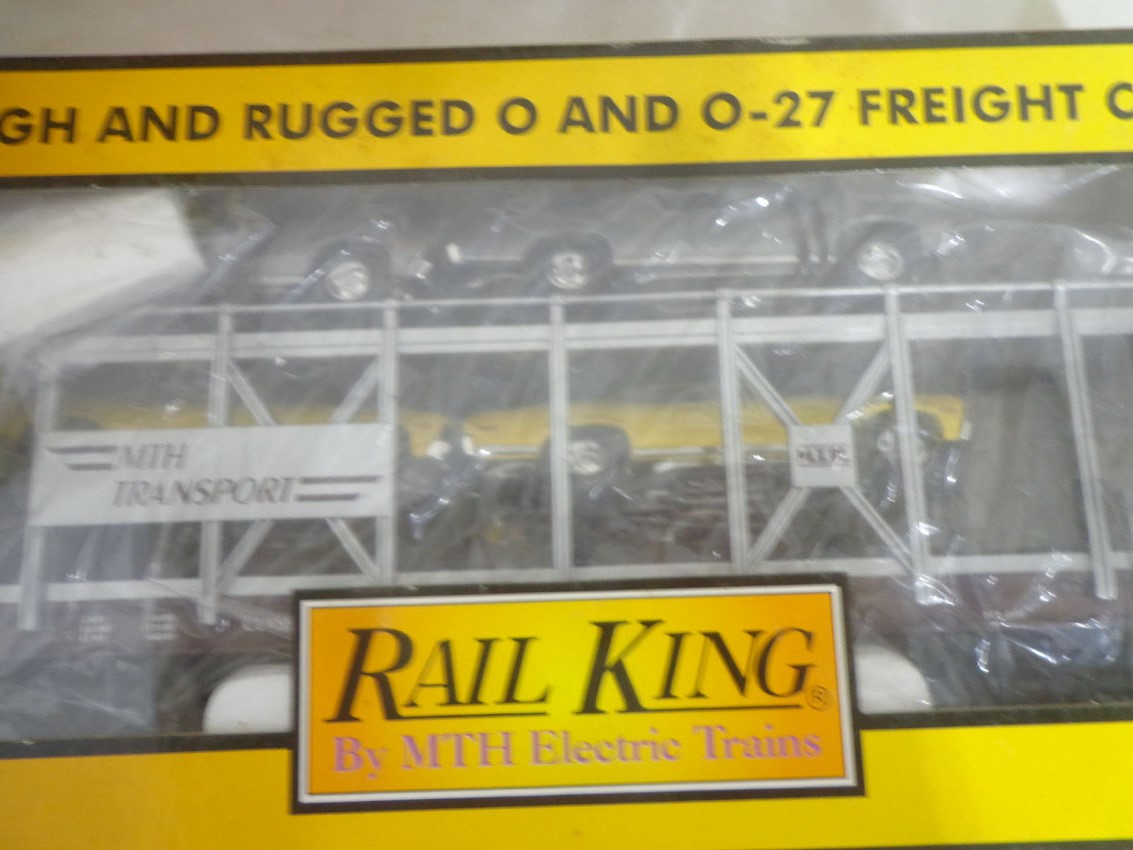 GH AND RUGGED O AND O-27 FREIGHT C
MTH
TRANSPORT
RAIL KING®
By MTH Electric Trains